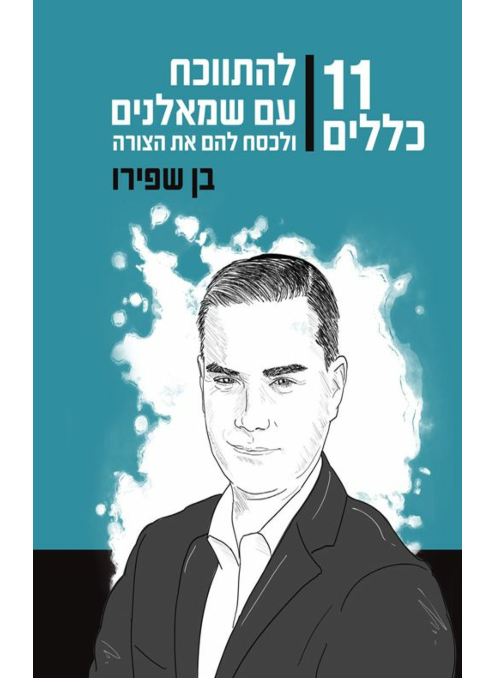 11
כללים
להתווכח
עם שמאלנים
ולכסח להם את הצורה
בן שפירו